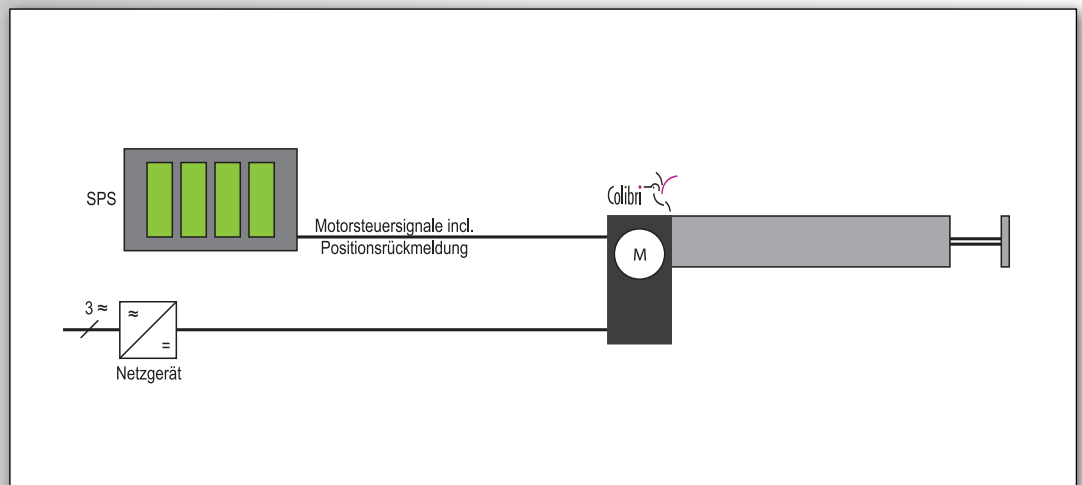 Colibri
SPS
Motorsteuersignale incl.
Positionsrückmeldung
M
3 ≈
≈
=
Netzgerät